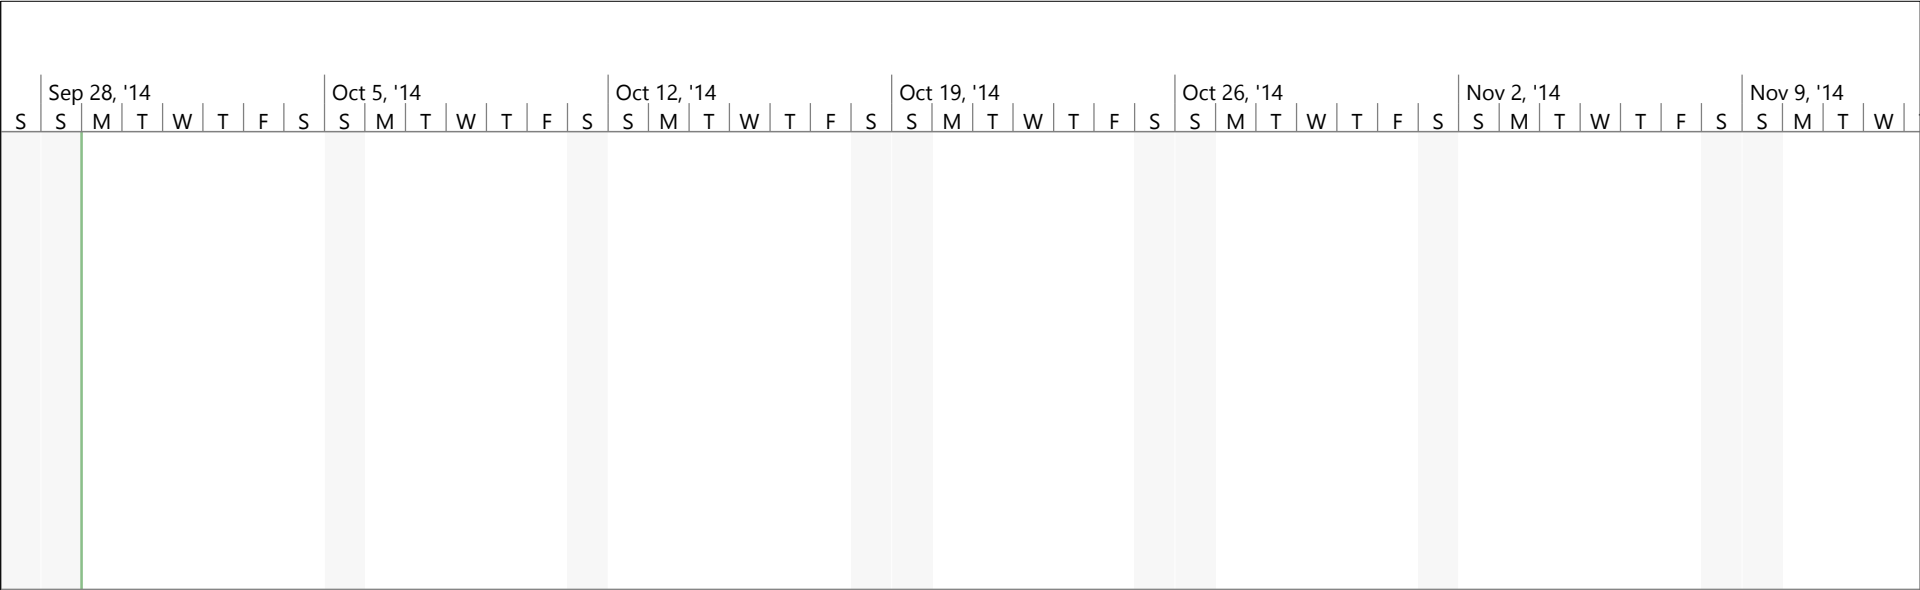 Sep 28, '14 Oct 5, '14 Oct 12, '14 Oct 19, '14 Oct 26, '14 Nov 2, '14 Nov 9, '14
S S M T W T F S S M T W T F S S M T W T F S S M T W T F S S M T W T F S S M T W T F S S M T W